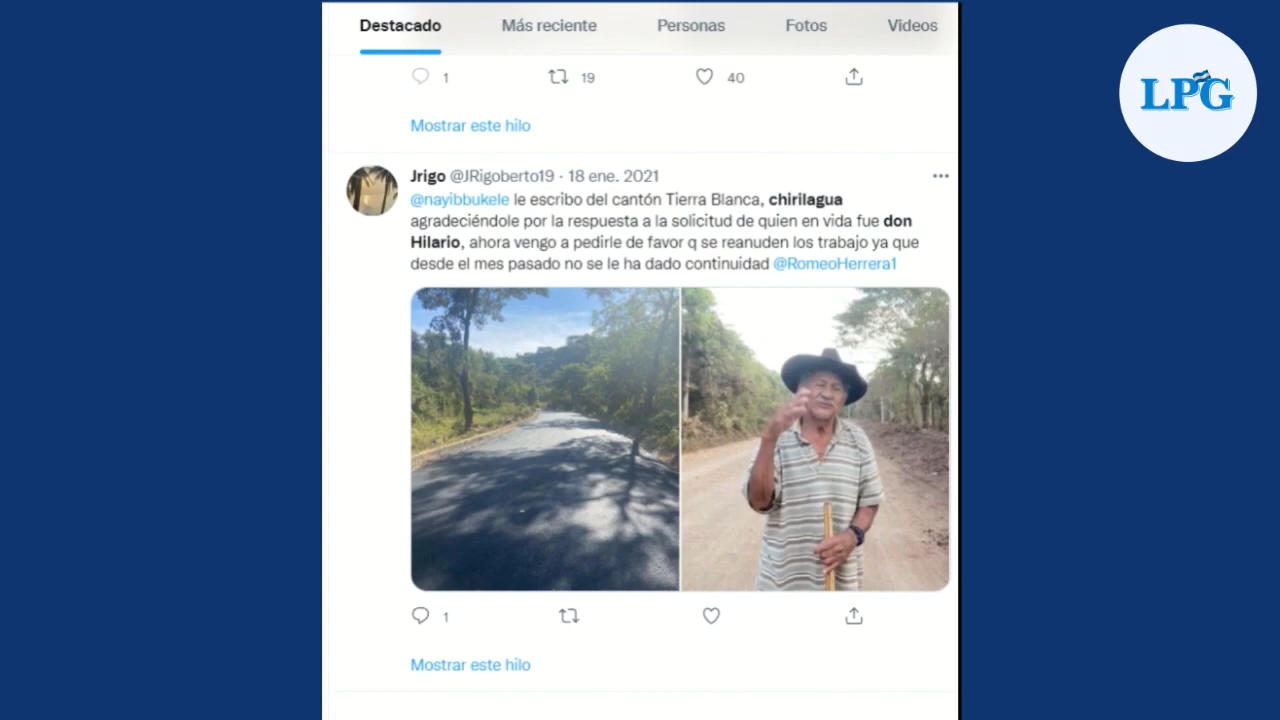 Destacado Más reciente Personas Fotos Videos
1 19 40
Mostrar este hilo
Jrigo @JRigoberto19 · 18 ene. 2021
@nayibbukele le escribo del cantón Tierra Blanca, chirilagua
agradeciéndole por la respuesta a la solicitud de quien en vida fue don
Hilario, ahora vengo a pedirle de favor q se reanuden los trabajo ya que
desde el mes pasado no se le ha dado continuidad @RomeoHerrera1
1
Mostrar este hilo
LPG